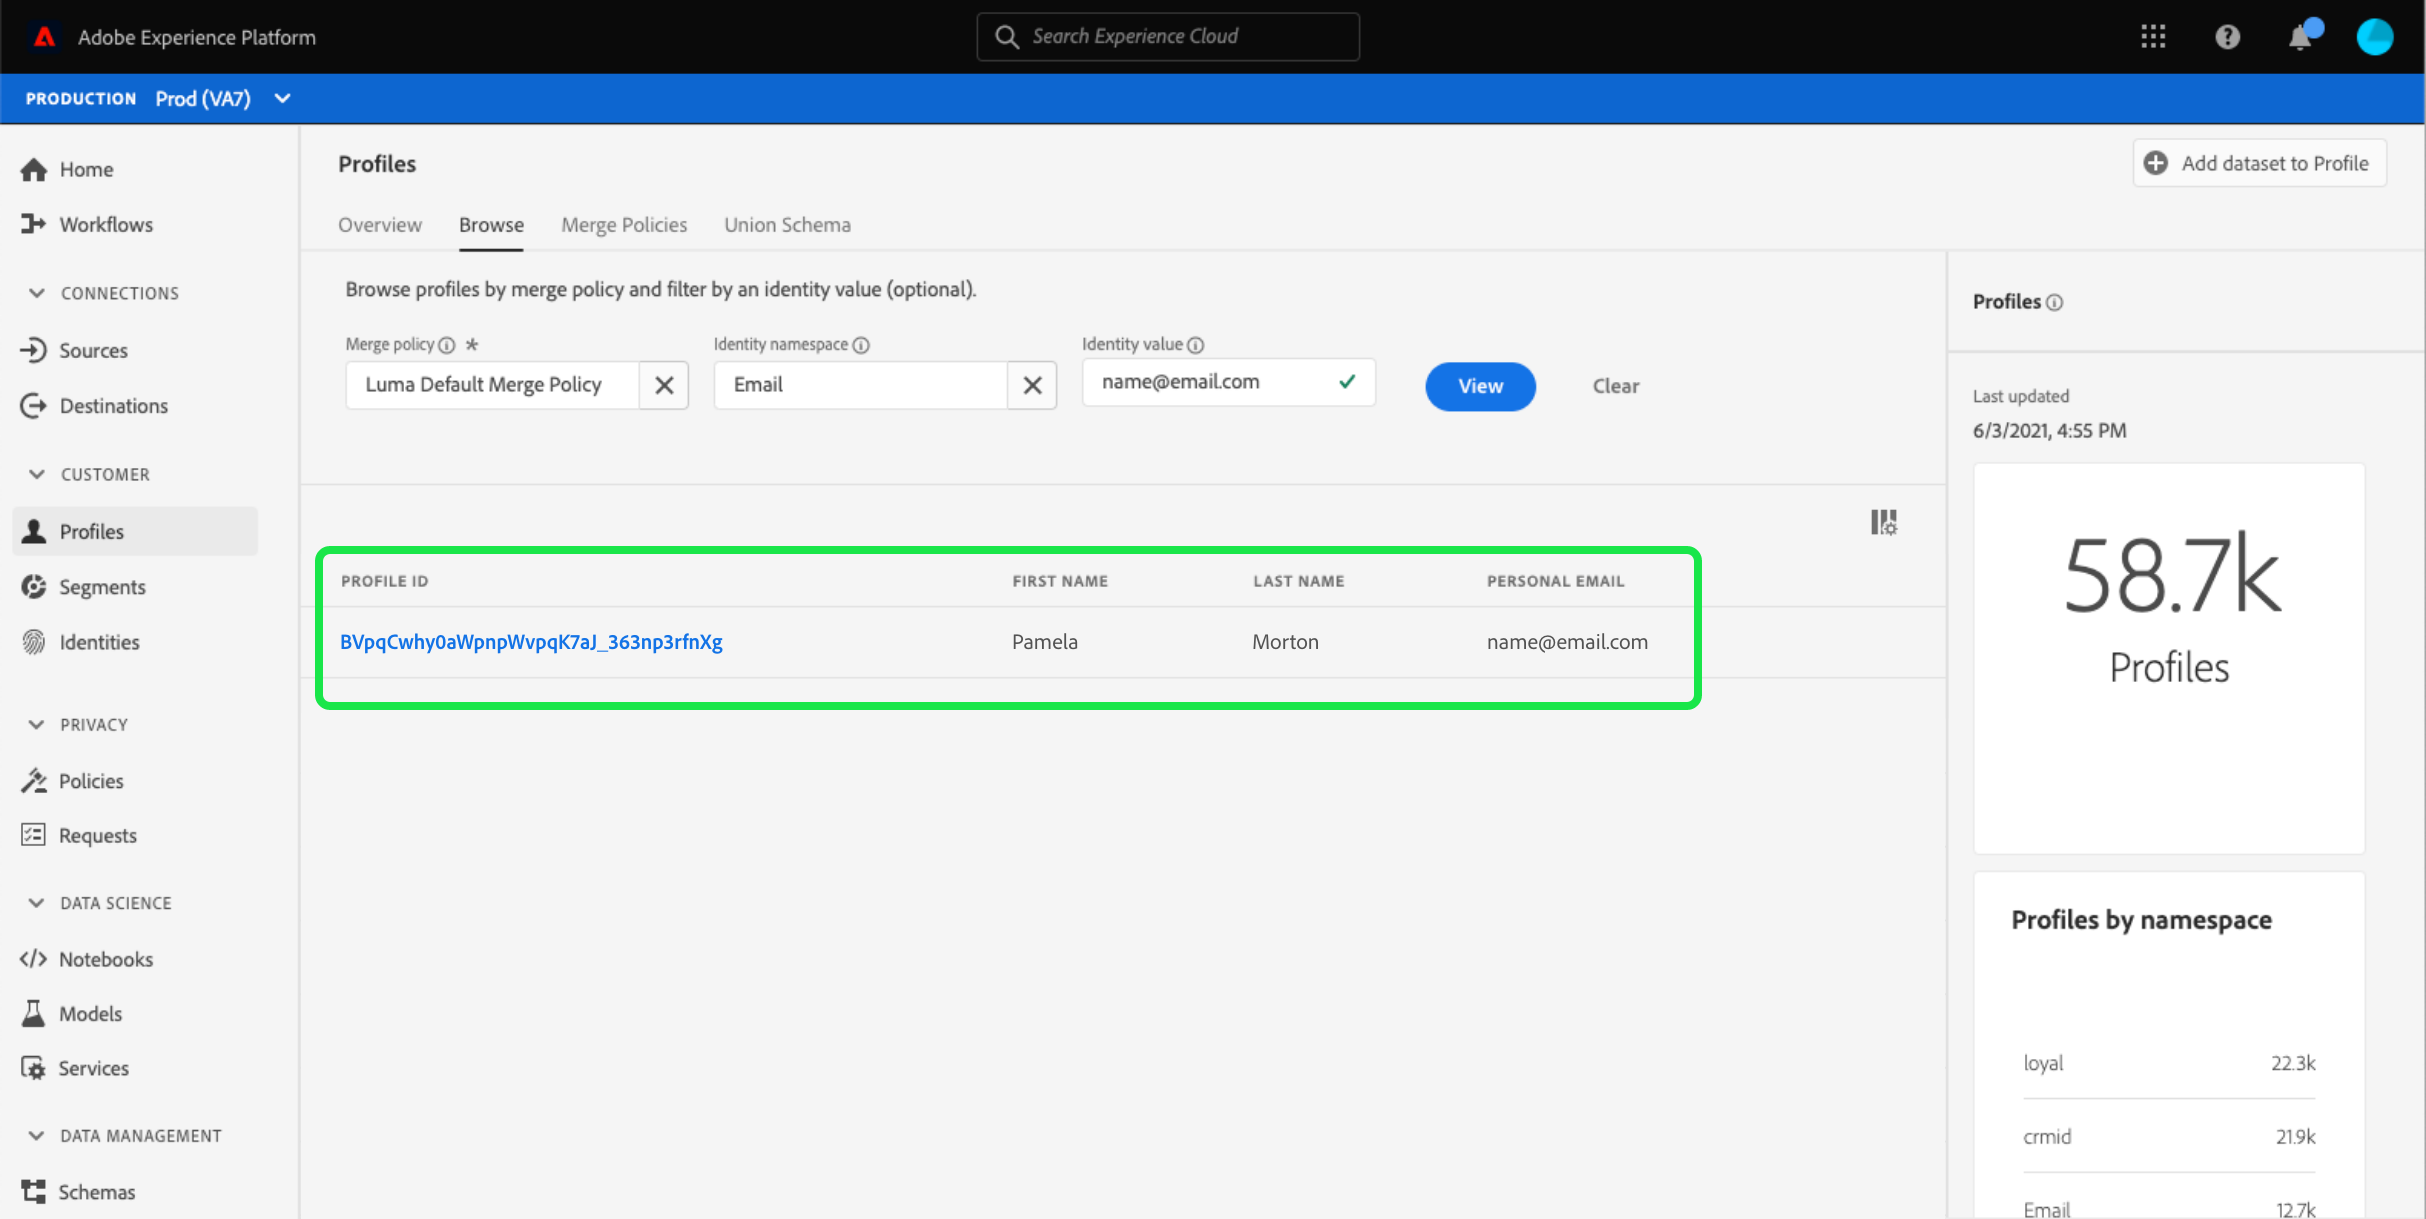 Adobe Experience Platform
Search Experience Cloud
PRODUCTION Prod (VA7)
Home
Workflows
CONNECTIONS
Sources
Destinations
CUSTOMER
Profiles
Segments
Identities
PRIVACY
Policies
Requests
DATA SCIENCE
Notebooks
Models
Services
DATA MANAGEMENT
Schemas
Profiles
Add dataset to Profile
Overview Browse Merge Policies Union Schema
Browse profiles by merge policy and filter by an identity value (optional).
Merge policy * Identity namespace Identity value
Luma Default Merge Policy Email name@email.com View Clear
PROFILE ID FIRST NAME LAST NAME PERSONAL EMAIL
BVpqCwhy0aWpnpWvpqK7aJ_363np3rfnXg Pamela Morton name@email.com
Profiles
Last updated
6/3/2021, 4:55 PM
58.7k
Profiles
Profiles by namespace
loyal 22.3k
crmid 21.9k
Email 12.7k